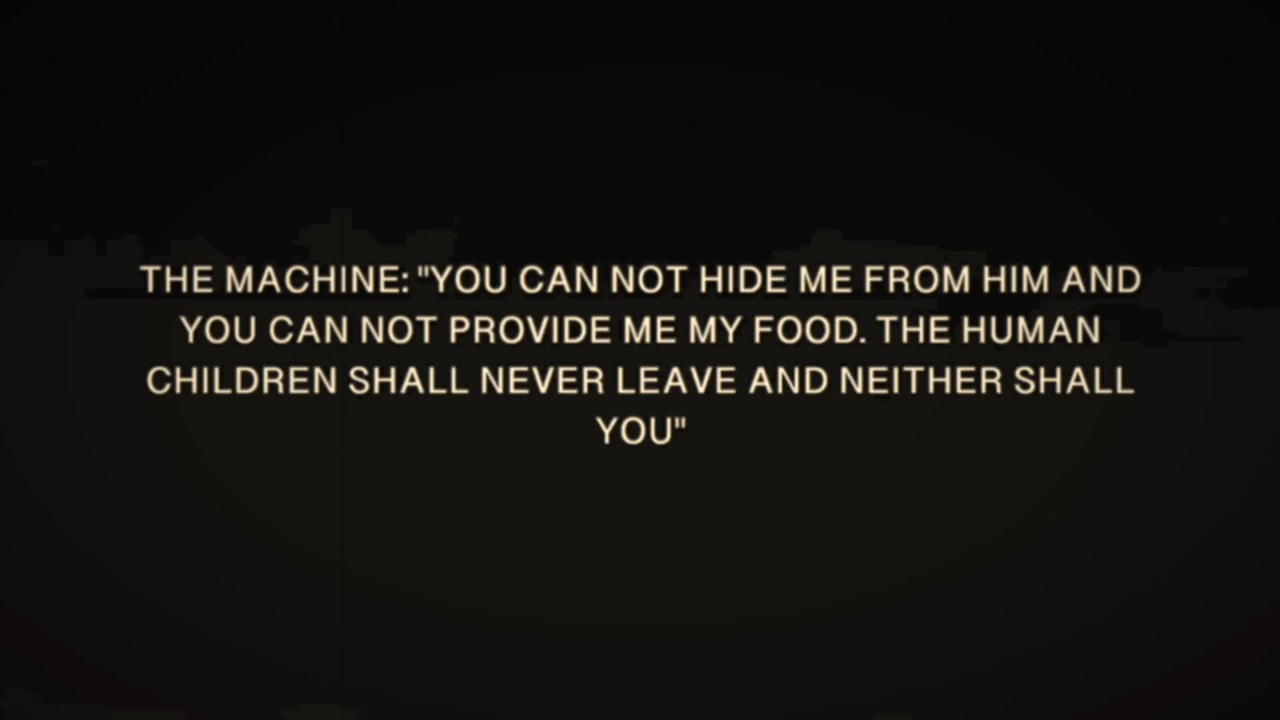 THE MACHINE: "YOU CAN NOT HIDE ME FROM HIM AND
YOU CAN NOT PROVIDE ME MY FOOD. THE HUMAN
CHILDREN SHALL NEVER LEAVE AND NEITHER SHALL
YOU"